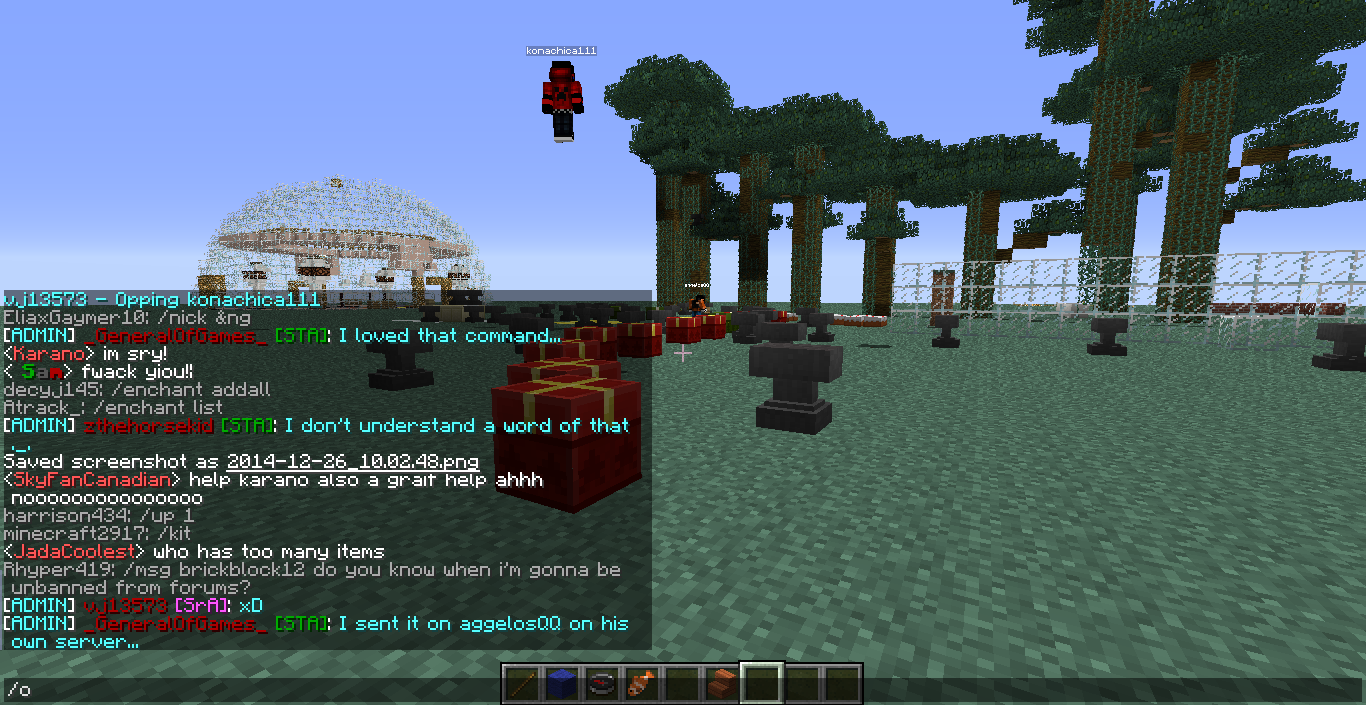 konachica111
v.j13573 - Opping konachica111
EliaxGaymer10: /nick &ng
[ADMIN] _GeneralOfGames_ [STA]: I loved that command...
<Karano> im sry!
< San> fwack yiou!!
decyj145: /enchant addall
Atrack_: /enchant list
[ADMIN] zthehorsekid [STA]: I don't understand a word of that
._.
Saved screenshot as 2014-12-26_10.02.48.png
<SkyFanCanadian> help karano also a grait help ahhh
nooooooooooooooo
harrison434: /up 1
minecraft2917: /kit
<JadaCoolest> who has too many items
Rhyper419: /msg brickblock12 do you know when i'm gonna be
unbanned from forums?
[ADMIN] v.j13573 [SrA]: xD
[ADMIN] _GeneralOfGames_ [STA]: I sent it on aggelosQQ on his
own server...
/o